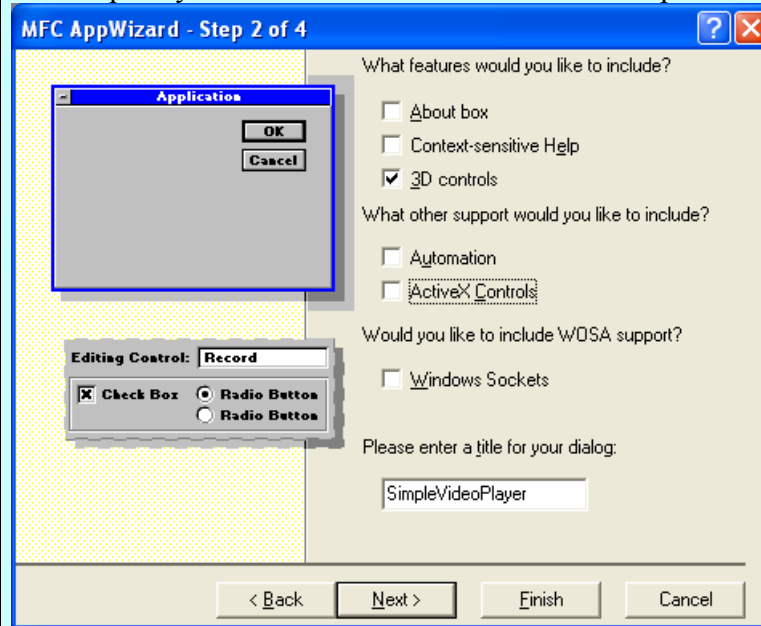 MFC AppWizard - Step 2 of 4
What features would you like to include?
Application
OK
Cancel
About box
Context-sensitive Help
3D controls
What other support would you like to include?
Automation
ActiveX Controls
Would you like to include WOSA support?
Editing Control: Record
Check Box Radio Button
Radio Button
Windows Sockets
Please enter a title for your dialog:
SimpleVideoPlayer
< Back Next > Finish Cancel